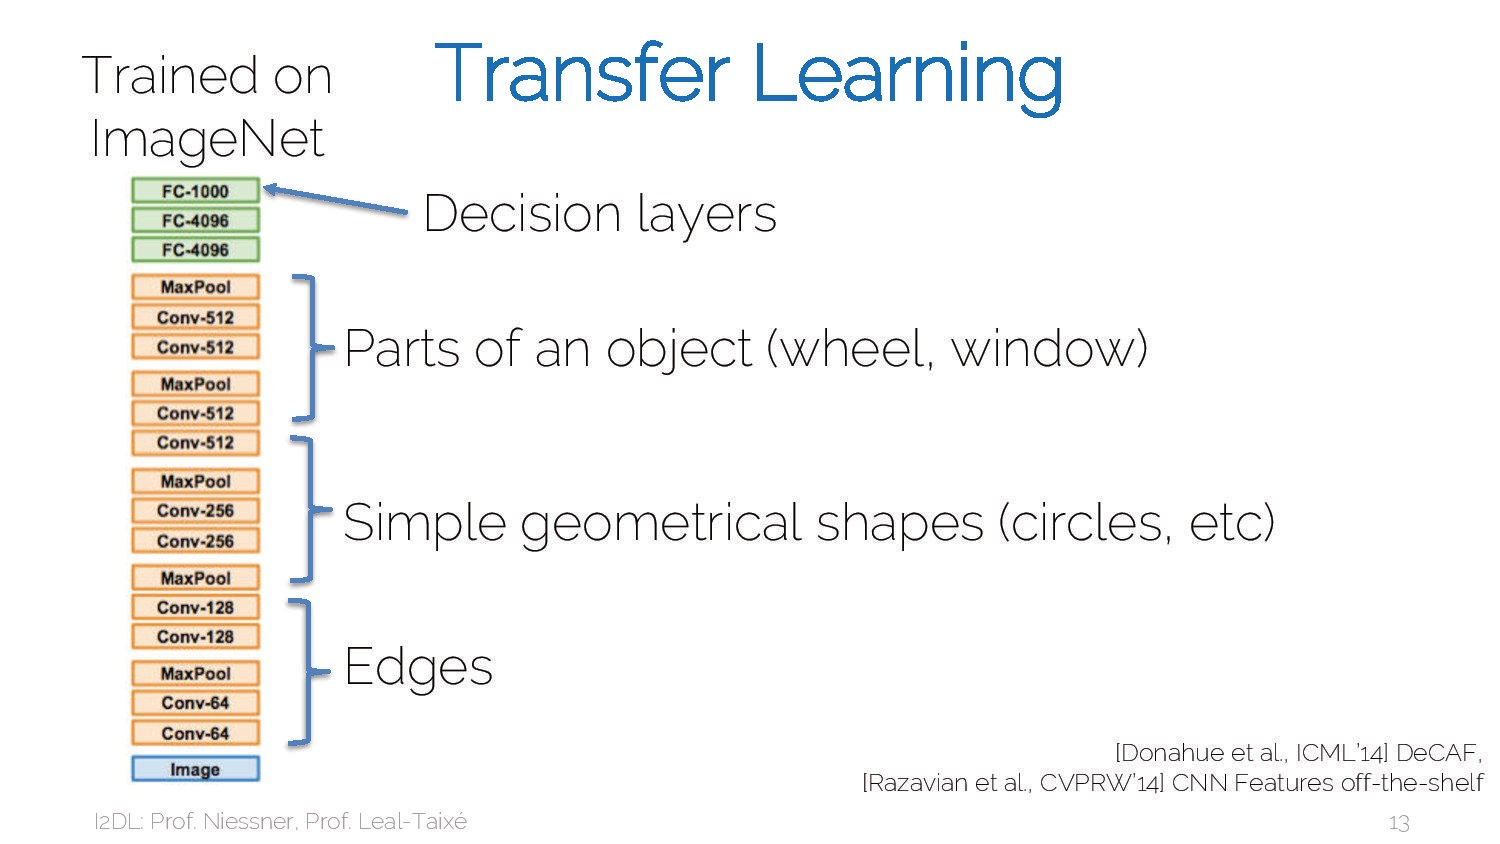 Transfer Learning
Trained on
ImageNet
FC-1000
FC-4096
FC-4096
MaxPool
Conv-512
Conv-512
MaxPool
Conv-512
Conv-512
MaxPool
Conv-256
Conv-256
MaxPool
Conv-128
Conv-128
MaxPool
Conv-64
Conv-64
Image
Decision layers
Parts of an object (wheel, window)
Simple geometrical shapes (circles, etc)
Edges
[Donahue et al., ICML'14] DeCAF,
[Razavian et al., CVPRW'14] CNN Features off-the-shelf
I2DL: Prof. Niessner, Prof. Leal-Taixé
13